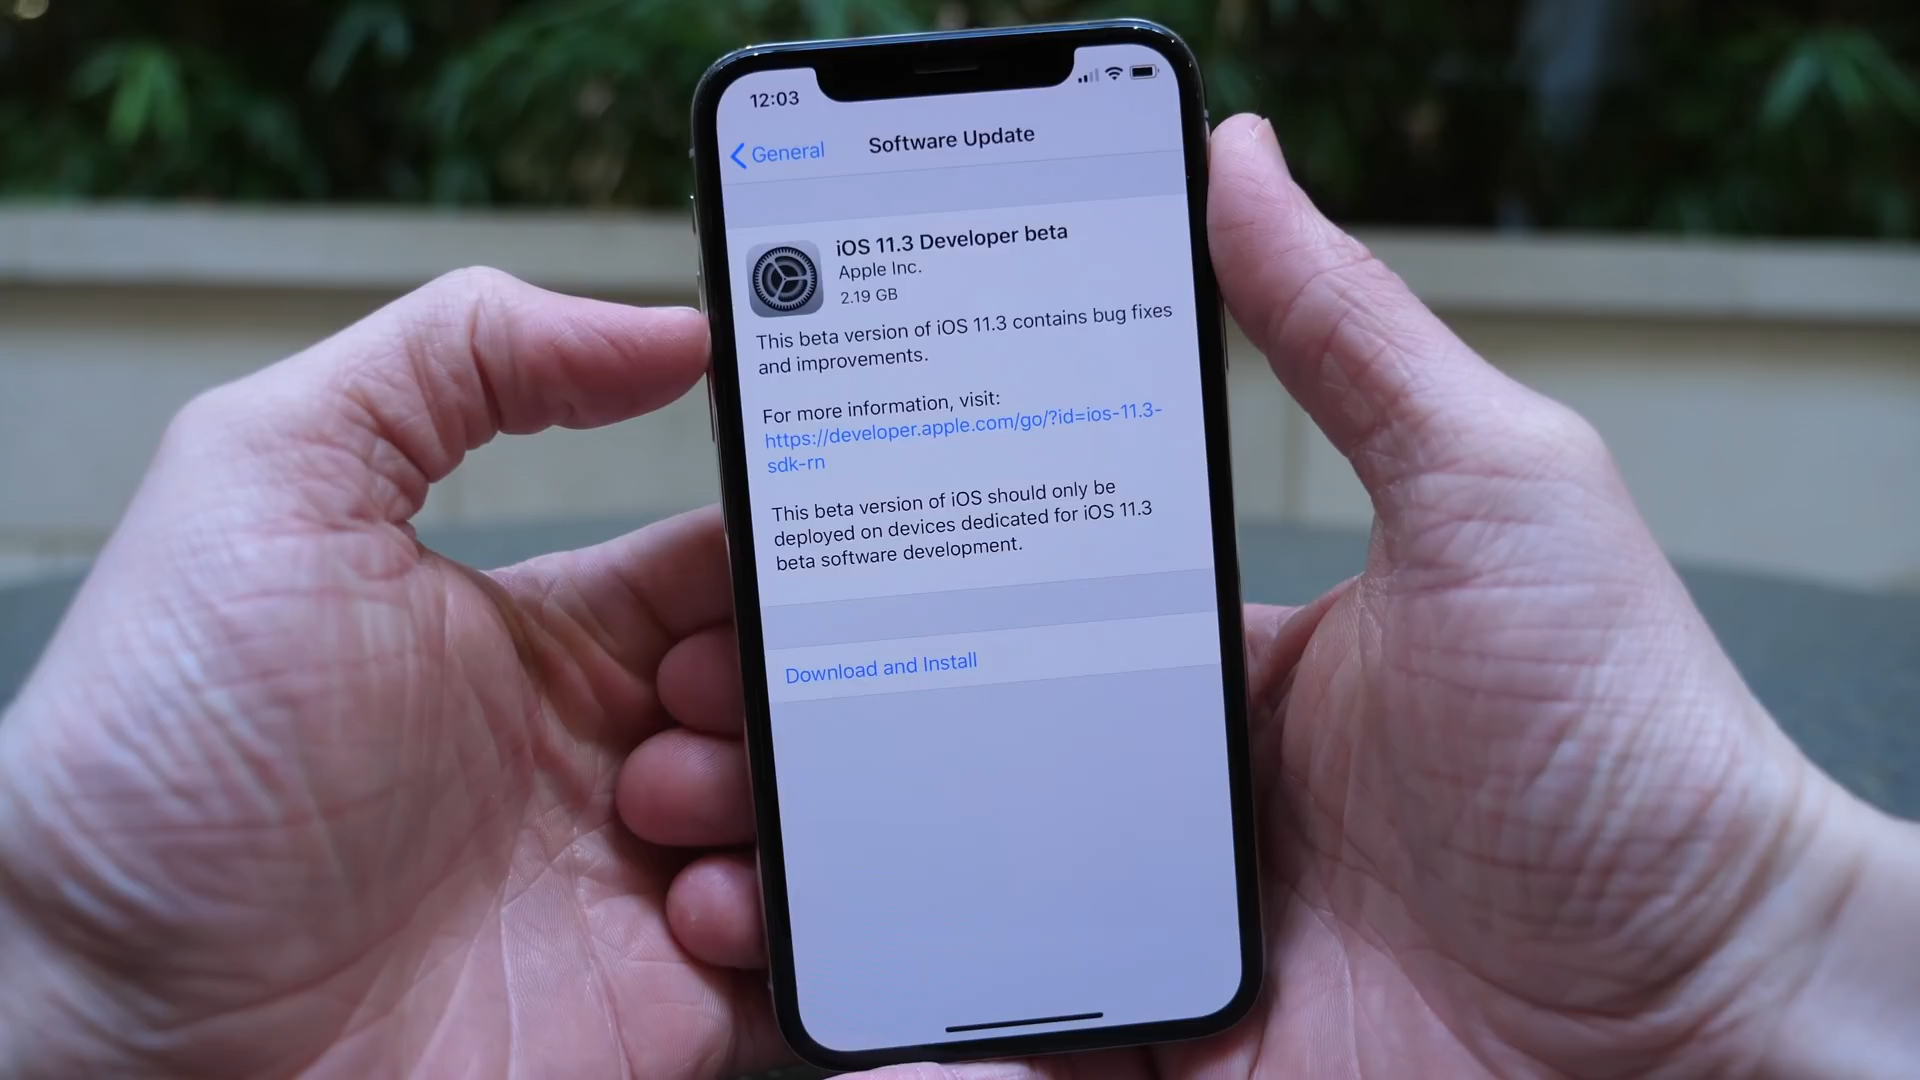 12:03
General
Software Update
iOS 11.3 Developer beta
Apple Inc.
2.19 GB
This beta version of iOS 11.3 contains bug fixes
and improvements.
For more information, visit:
https://developer.apple.com/go/?id=ios-11.3-
sdk-rn
This beta version of iOS should only be
deployed on devices dedicated for iOS 11.3
beta software development.
Download and Install